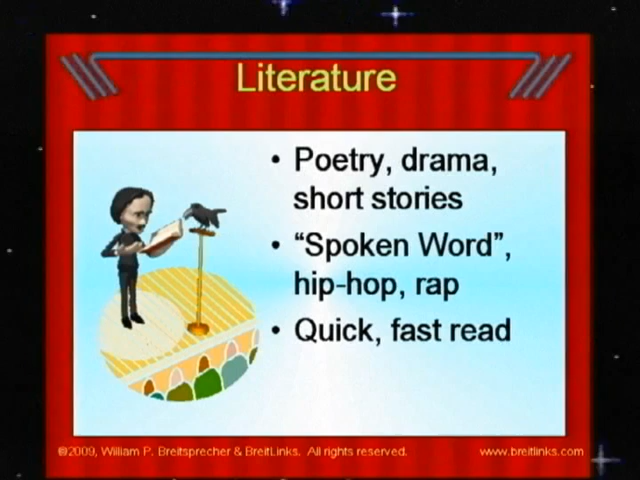 Literature
• Poetry, drama,
short stories
• “Spoken Word”,
hip-hop, rap
• Quick, fast read
©2009, William P. Breitsprecher & BreitLinks. All rights reserved. www.breitlinks.com